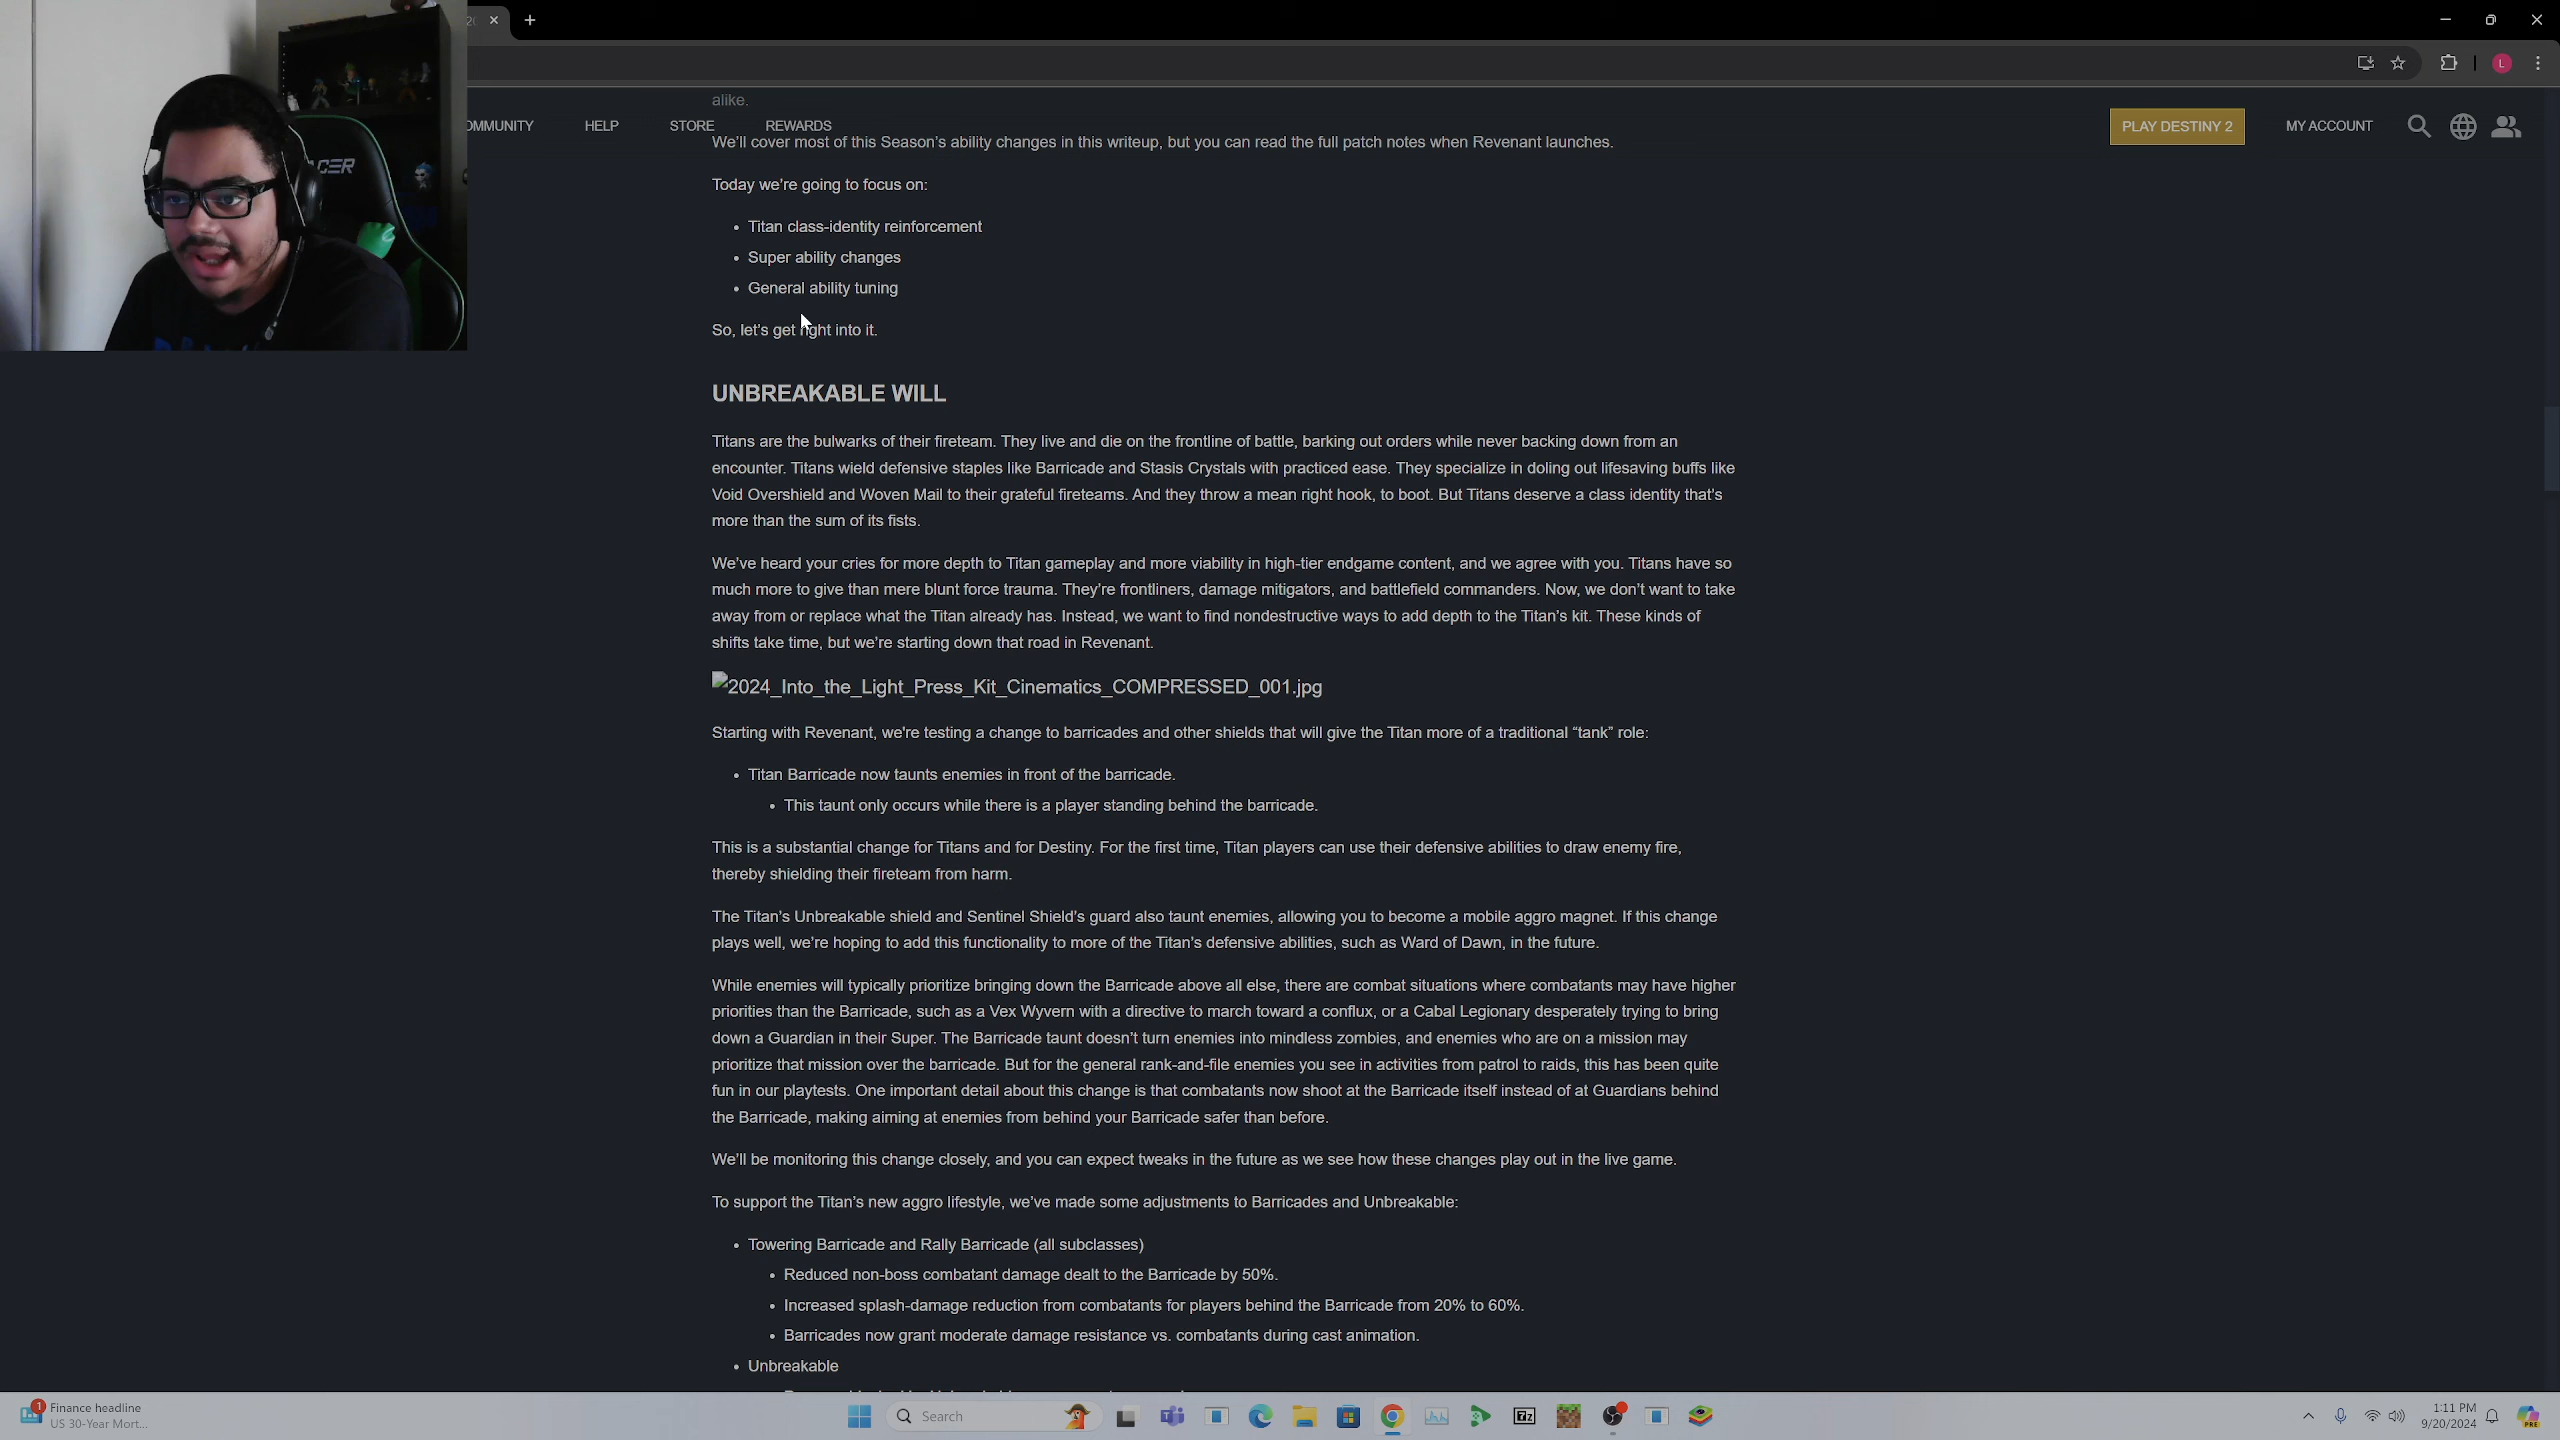 alike.
OMMUNITY HELP STORE REWARDS PLAY DESTINY 2 MY ACCOUNT
We'll cover most of this Season's ability changes in this writeup, but you can read the full patch notes when Revenant launches.
Today we're going to focus on:
• Titan class-identity reinforcement
• Super ability changes
• General ability tuning
So, let's get right into it.
UNBREAKABLE WILL
Titans are the bulwarks of their fireteam. They live and die on the frontline of battle, barking out orders while never backing down from an
encounter. Titans wield defensive staples like Barricade and Stasis Crystals with practiced ease. They specialize in doling out lifesaving buffs like
Void Overshield and Woven Mail to their grateful fireteams. And they throw a mean right hook, to boot. But Titans deserve a class identity that's
more than the sum of its fists.
We've heard your cries for more depth to Titan gameplay and more viability in high-tier endgame content, and we agree with you. Titans have so
much more to give than mere blunt force trauma. They're frontliners, damage mitigators, and battlefield commanders. Now, we don't want to take
away from or replace what the Titan already has. Instead, we want to find nondestructive ways to add depth to the Titan's kit. These kinds of
shifts take time, but we're starting down that road in Revenant.
2024_Into_the_Light_Press_Kit_Cinematics_COMPRESSED_001.jpg
Starting with Revenant, we're testing a change to barricades and other shields that will give the Titan more of a traditional “tank” role:
• Titan Barricade now taunts enemies in front of the barricade.
• This taunt only occurs while there is a player standing behind the barricade.
This is a substantial change for Titans and for Destiny. For the first time, Titan players can use their defensive abilities to draw enemy fire,
thereby shielding their fireteam from harm.
The Titan's Unbreakable shield and Sentinel Shield's guard also taunt enemies, allowing you to become a mobile aggro magnet. If this change
plays well, we're hoping to add this functionality to more of the Titan's defensive abilities, such as Ward of Dawn, in the future.
While enemies will typically prioritize bringing down the Barricade above all else, there are combat situations where combatants may have higher
priorities than the Barricade, such as a Vex Wyvern with a directive to march toward a conflux, or a Cabal Legionary desperately trying to bring
down a Guardian in their Super. The Barricade taunt doesn't turn enemies into mindless zombies, and enemies who are on a mission may
prioritize that mission over the barricade. But for the general rank-and-file enemies you see in activities from patrol to raids, this has been quite
fun in our playtests. One important detail about this change is that combatants now shoot at the Barricade itself instead of at Guardians behind
the Barricade, making aiming at enemies from behind your Barricade safer than before.
We'll be monitoring this change closely, and you can expect tweaks in the future as we see how these changes play out in the live game.
To support the Titan's new aggro lifestyle, we've made some adjustments to Barricades and Unbreakable:
• Towering Barricade and Rally Barricade (all subclasses)
• Reduced non-boss combatant damage dealt to the Barricade by 50%.
• Increased splash-damage reduction from combatants for players behind the Barricade from 20% to 60%.
• Barricades now grant moderate damage resistance vs. combatants during cast animation.
• Unbreakable
1
Finance headline
US 30-Year Mort...
Search
7z
L
1:11 PM
9/20/2024
PRE